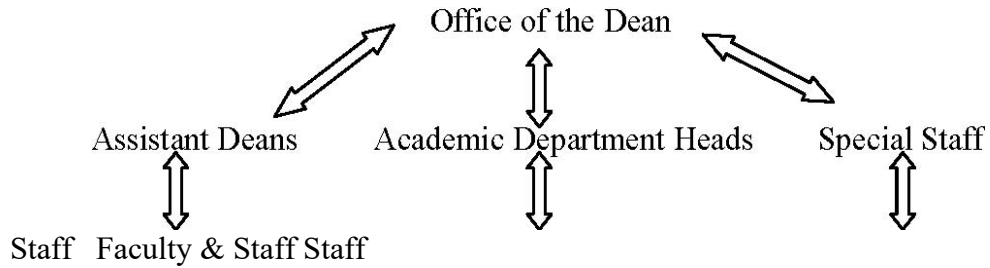 Office of the Dean
Assistant Deans Academic Department Heads Special Staff
Staff Faculty & Staff Staff